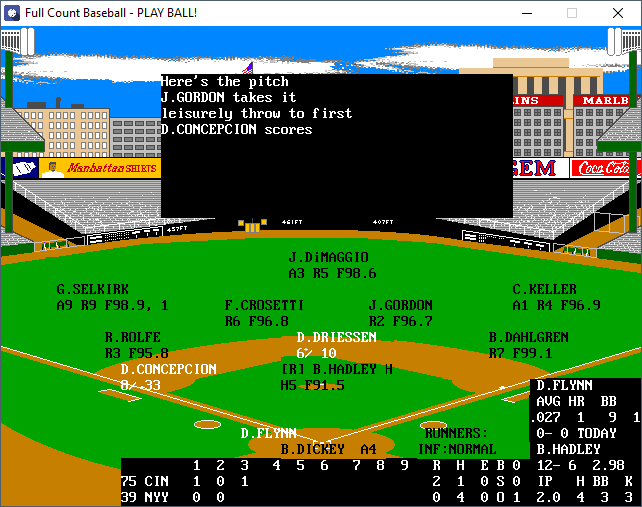 Full Count Baseball - PLAY BALL!
Here's the pitch
J.GORDON takes it
leisurely throw to first
D.CONCEPCION scores
INS MARLB
Manhattan SHIRTS
GEM Coca Cola
457FT 461FT 407FT
J.DiMAGGIO
A3 R5 F98.6
G.SELKIRK
A9 R9 F98.9, 1
C.KELLER
A1 R4 F96.9
F.CROSETTI
R6 F96.8
J.GORDON
R2 F96.7
R.ROLFE
R3 F95.8
D.DRIESSEN
6% 10
B.DAHLGREN
R7 F99.1
D.CONCEPCION
8/-33
[R] B.HADLEY H
H5 F91.5
D.FLYNN
AVG HR BB
.027 1 9 1
0- 0 TODAY
B.HADLEY
12- 6 2.98
IP H BB K
2.0 4 3 3
D.FLYNN
RUNNERS:
B.DICKEY A4
INF:NORMAL
1 2 3 4 5 6 7 8 9 R H E B O
75 CIN 1 0 1 2 1 0 S 0
39 NYY 0 0 0 4 0 O 1